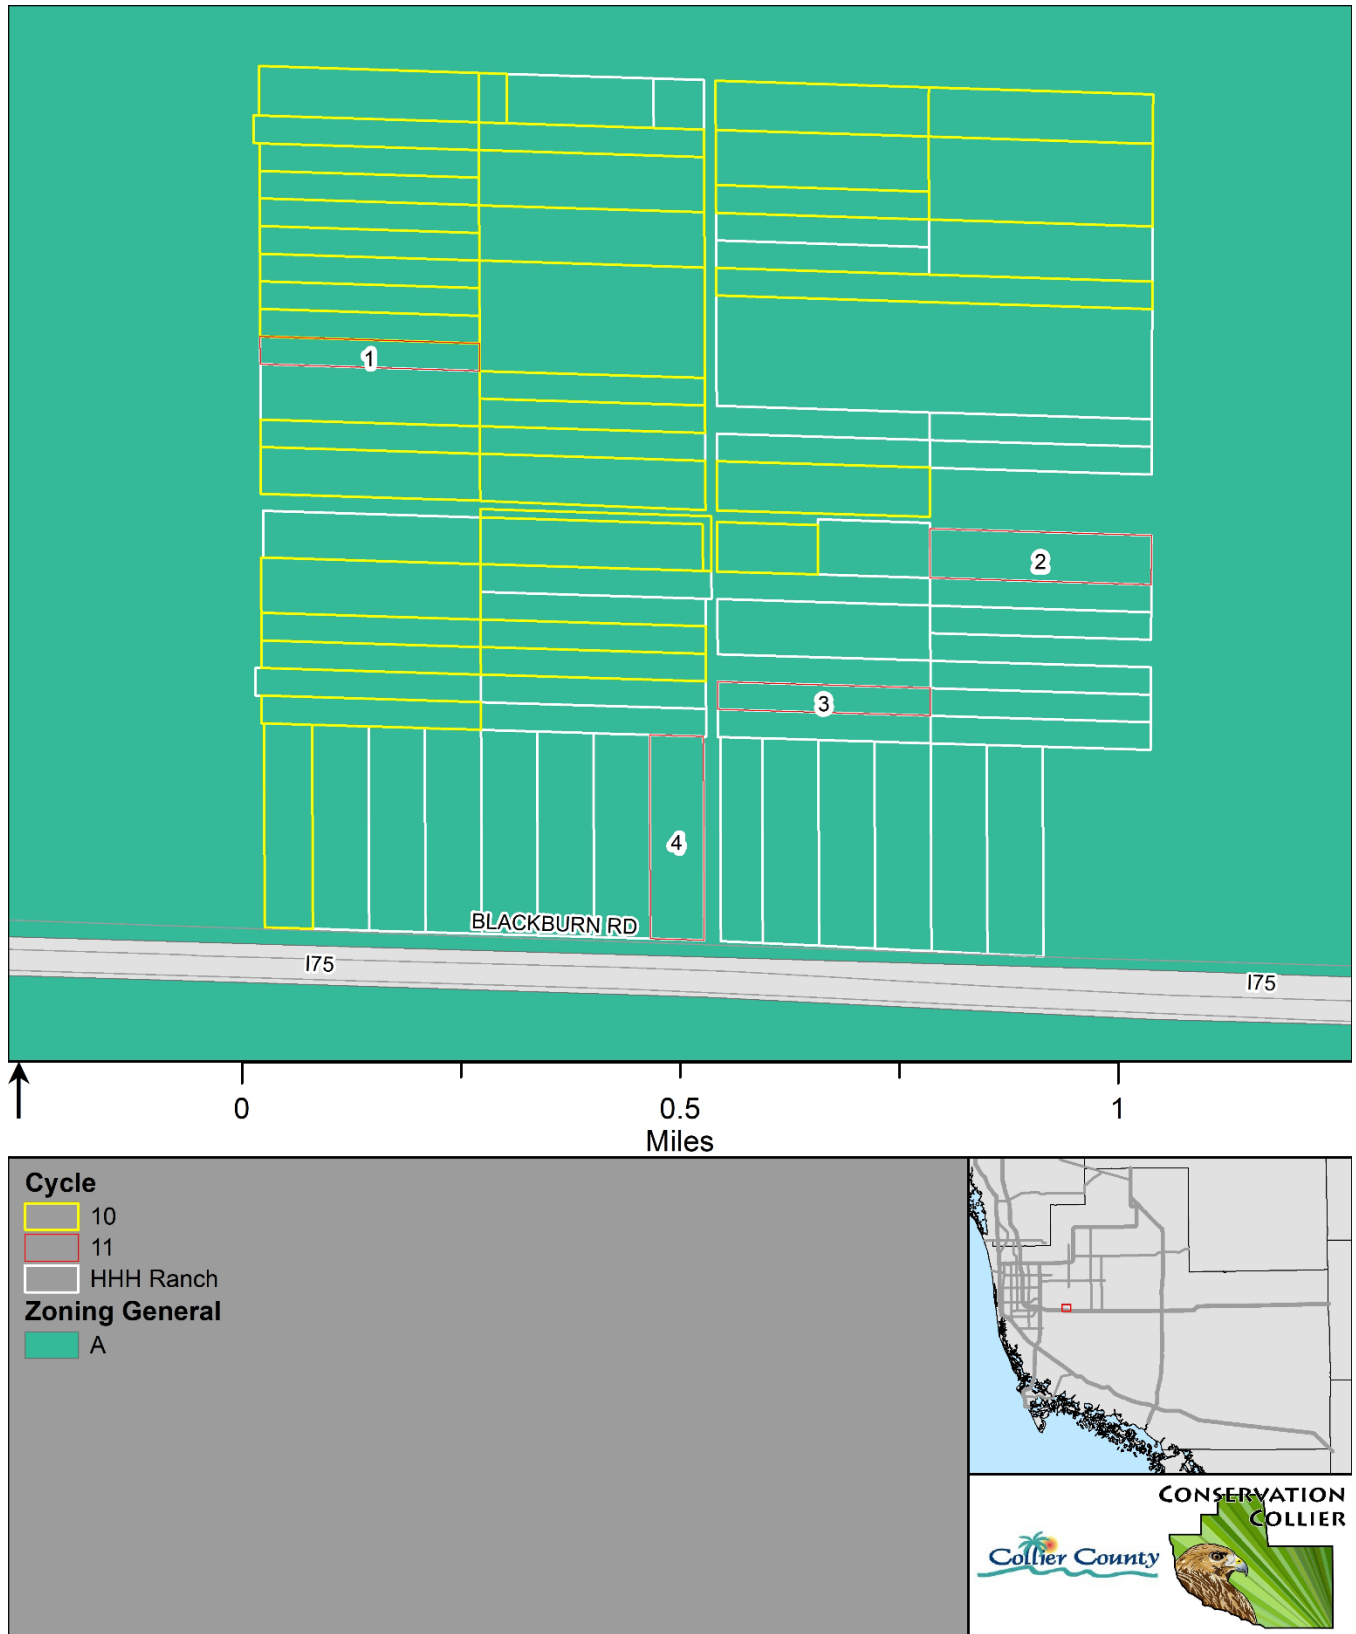 1
2
3
4
BLACKBURN RD
I75
I75
0
0.5
1
Miles
Cycle
10
11
HHH Ranch
Zoning General
A
CONSERVATION
COLLIER
Collier County